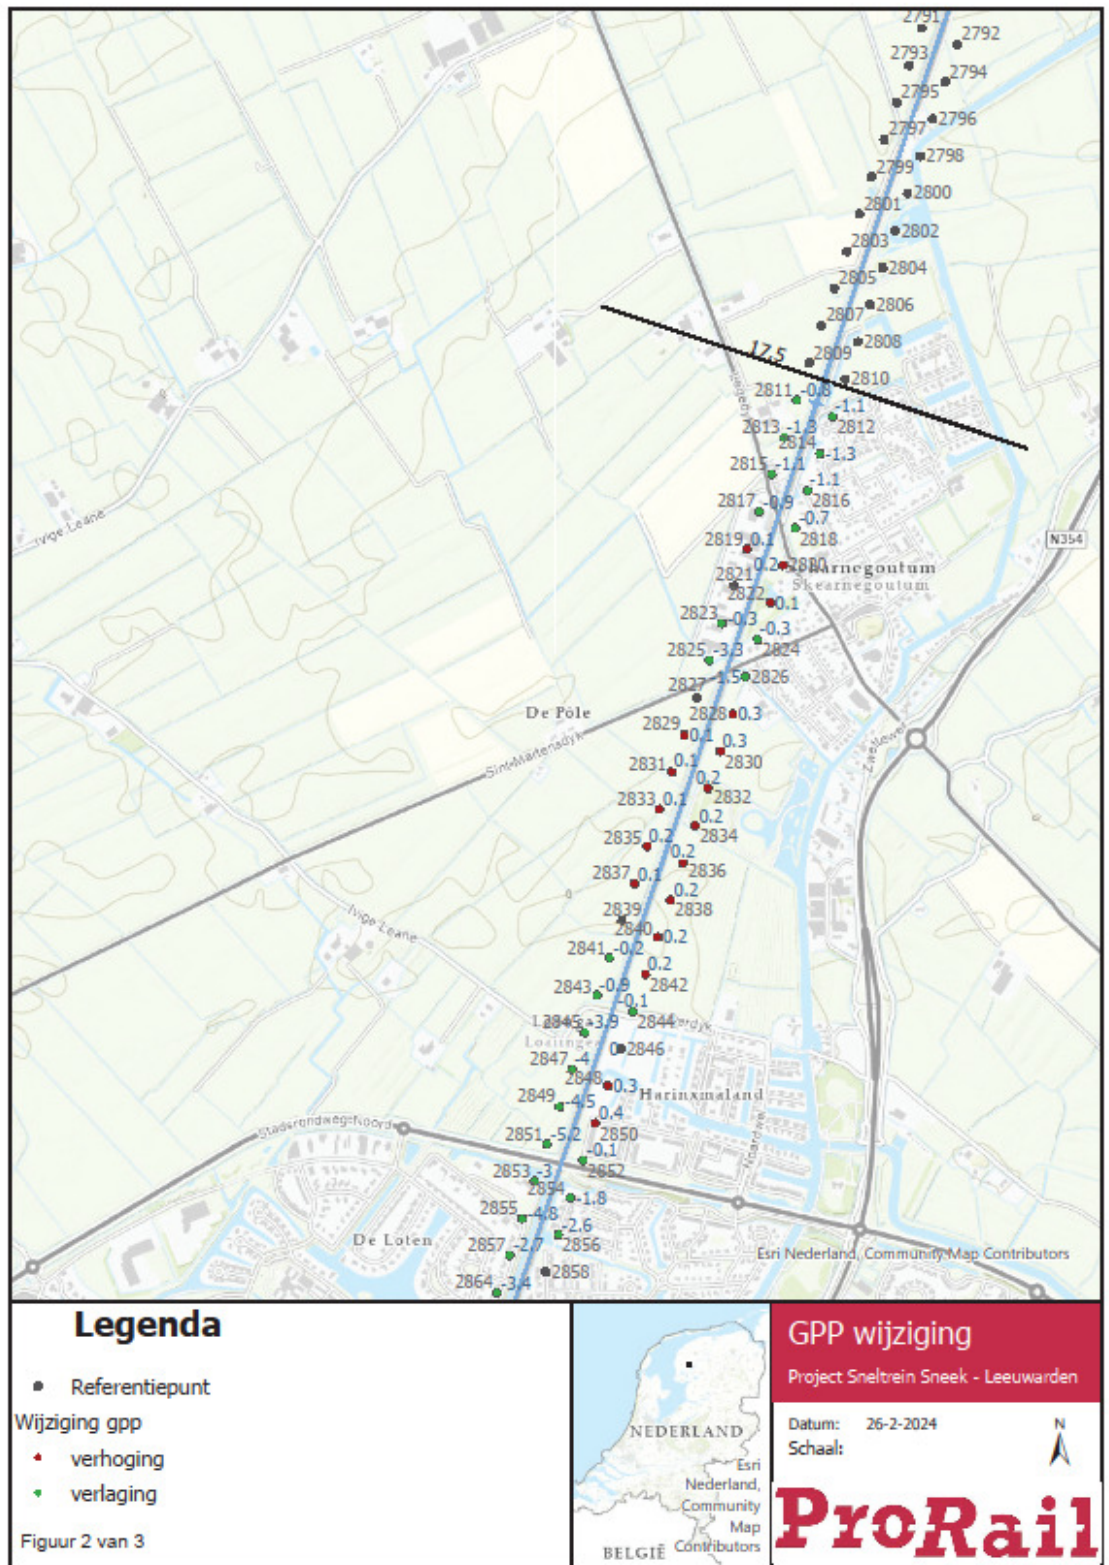 2791
2792
2793
2794
2795
2796
2797
2798
2799
2800
2801
2802
2803
2804
2805
2806
2807
2808
17,5
2809
2810
2811 -0.8
-1.1
2812
2813 -1.3
2814 -1.3
2815 -1.1
-1.1
2816
2817 -0.9
-0.7
2818
N354
2819 0.1
0.2
Skearnegoutum
2821
2822 0.1
2823 -0.3
-0.3
2824
2825 -3.3
-1.5 2826
2827
De Pôle
2828 0.3
2829 0.1
0.3
2830
Sint-Martensdyk
2831 0.1
0.2
2832
2833 0.1
0.2
2834
2835 0.2
0.2
2836
2837 0.1
0.2
2838
2839
2840 0.2
Ivige Leane
Ivige Leane
2841 -0.2
0.2
2842
2843 -0.9
-0.1
2844
2845 -3.9
0 2846
2847 -4
2848 0.3
Harinxmaland
2849 -4.5
0.4
2850
Stadsrondweg-Noord
2851 -5.2
-0.1
2852
2853 -3
2854 -1.8
2855 -4.8
-2.6
2856
De Loten
2857 -2.7
2858
2864 -3.4
Esri Nederland, Community Map Contributors
Legenda
Referentiepunt
Wijziging gpp
verhoging
verlaging
Figuur 2 van 3
NEDERLAND
BELGIË
Esri
Nederland,
Community
Map
Contributors
GPP wijziging
Project Sneltrein Sneek - Leeuwarden
Datum: 26-2-2024
Schaal:
N
ProRail